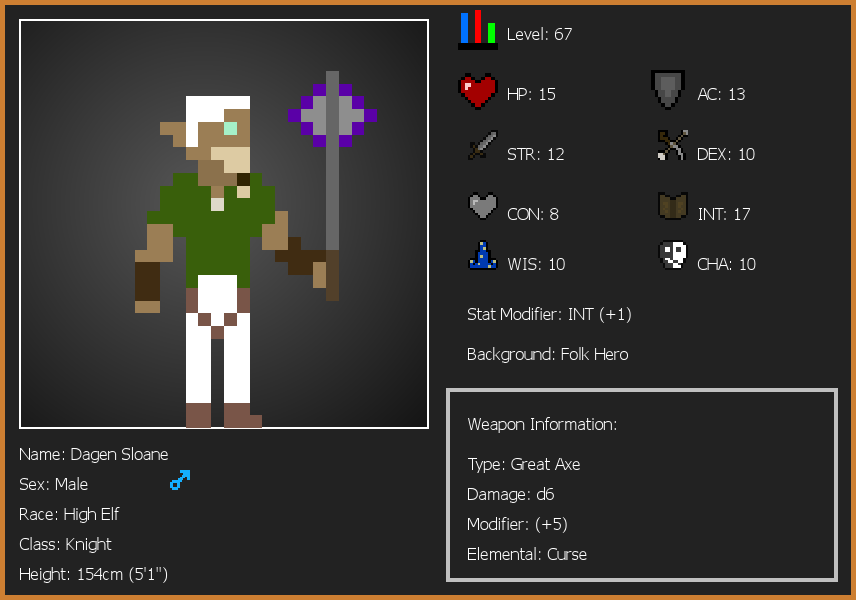 Level: 67
HP: 15
AC: 13
STR: 12
DEX: 10
CON: 8
INT: 17
WIS: 10
CHA: 10
Stat Modifier: INT (+1)
Background: Folk Hero
Weapon Information:
Type: Great Axe
Damage: d6
Modifier: (+5)
Elemental: Curse
Name: Dagen Sloane
Sex: Male
Race: High Elf
Class: Knight
Height: 154cm (5'1")